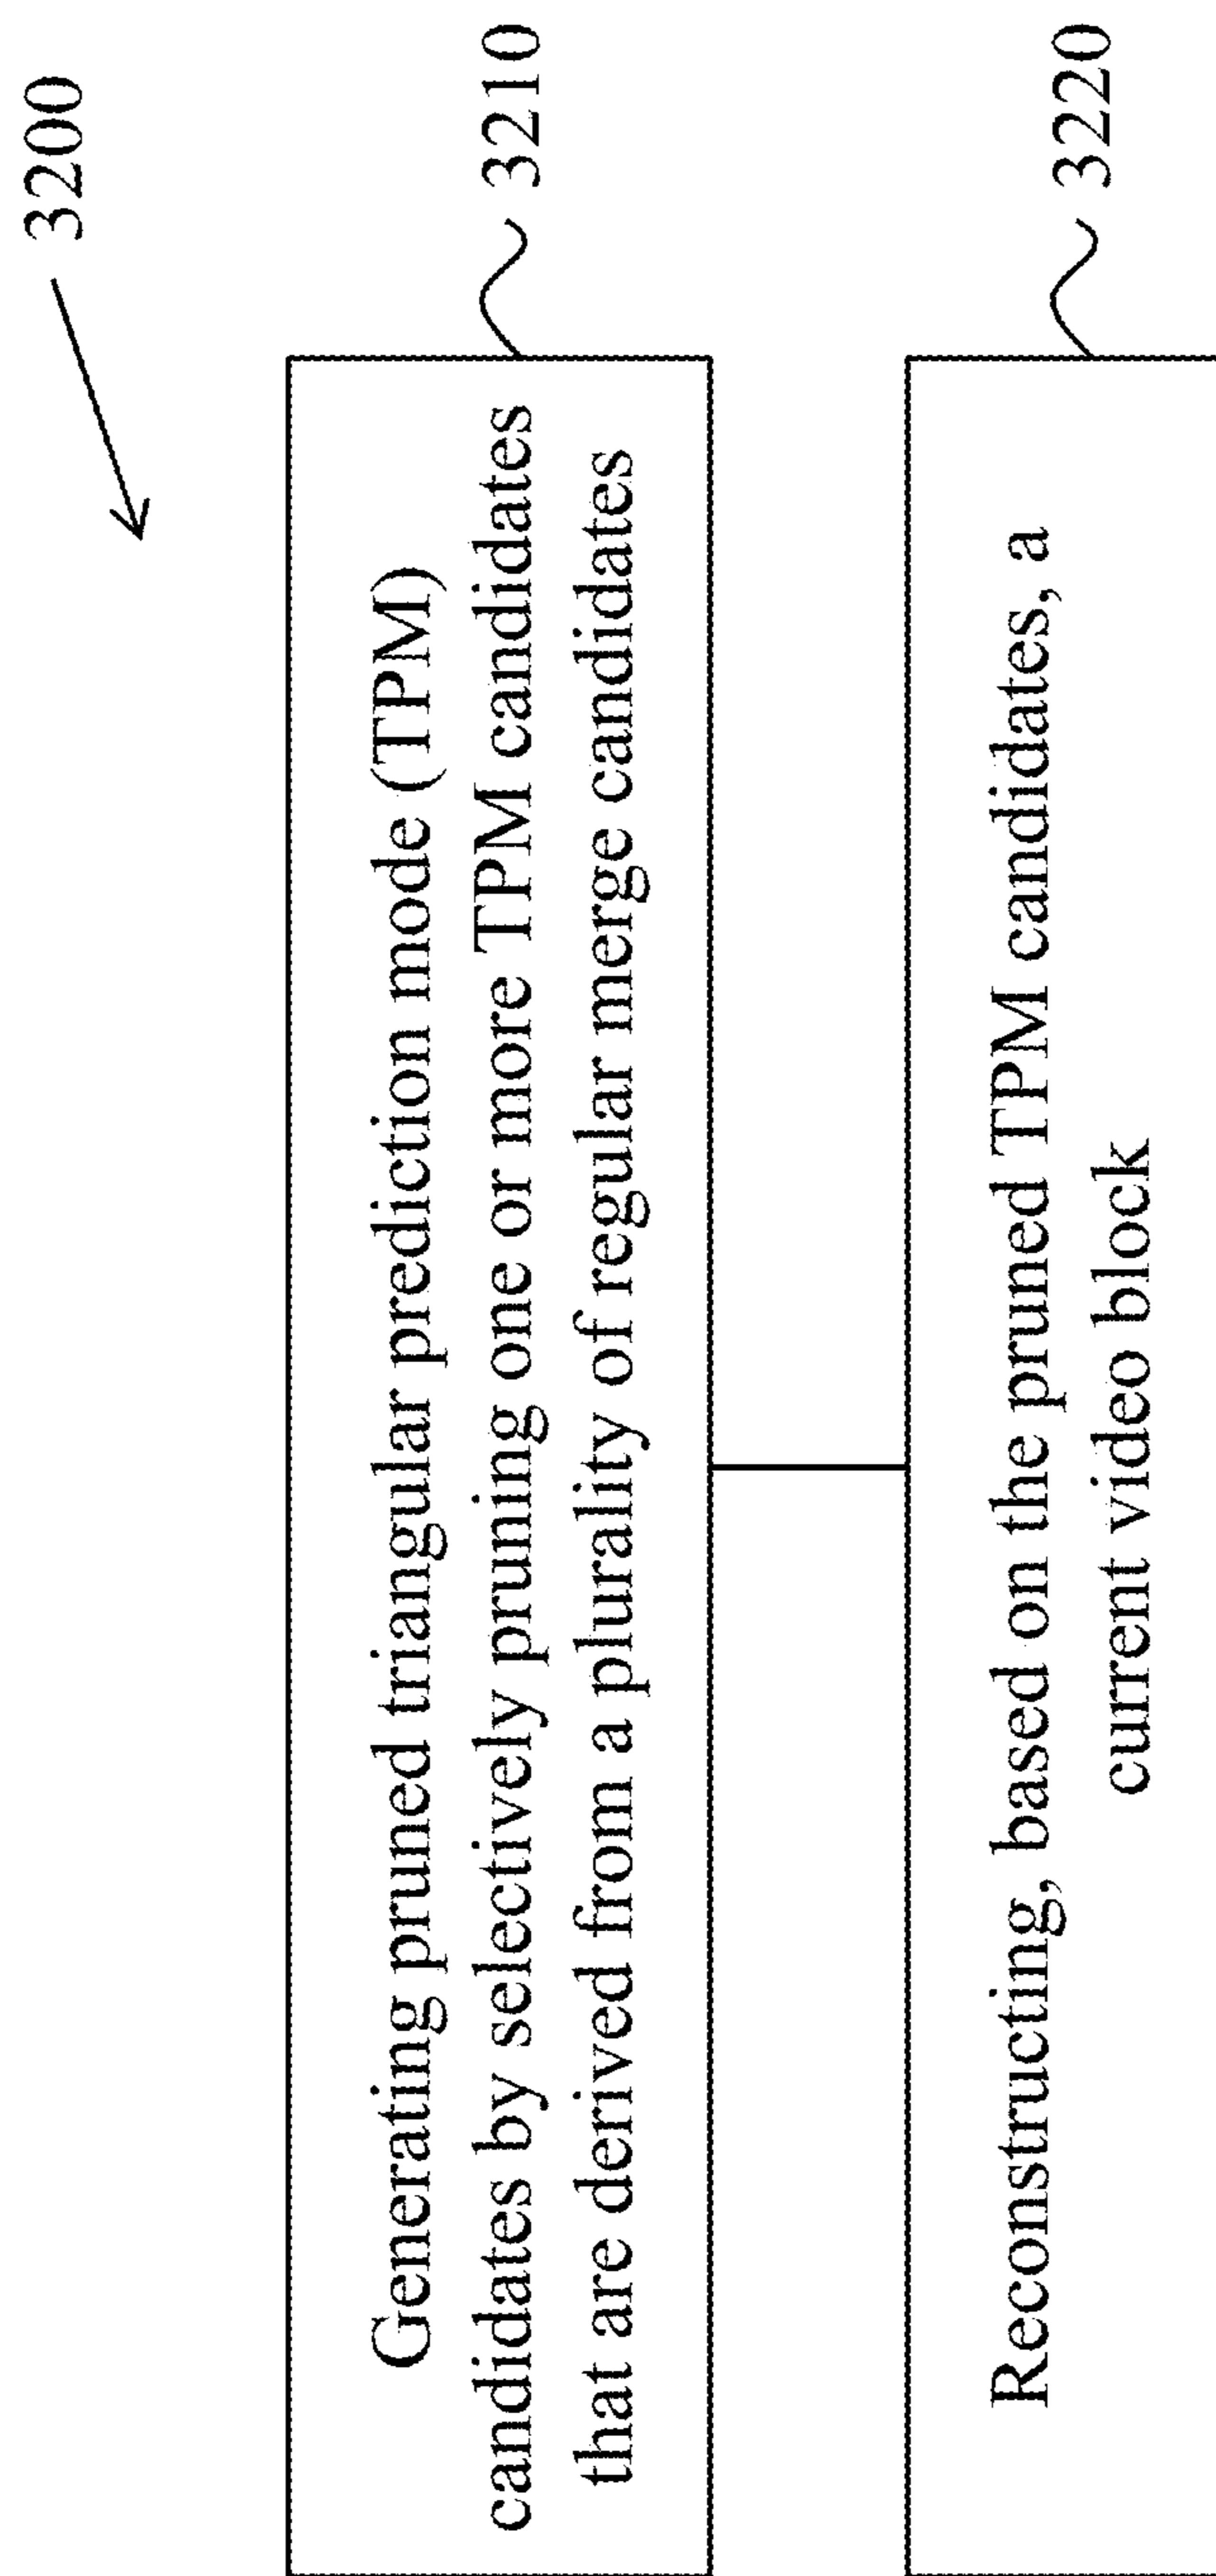 3200
Generating pruned triangular prediction mode (TPM)
candidates by selectively pruning one or more TPM candidates
that are derived from a plurality of regular merge candidates
3210
Reconstructing, based on the pruned TPM candidates, a
current video block
3220